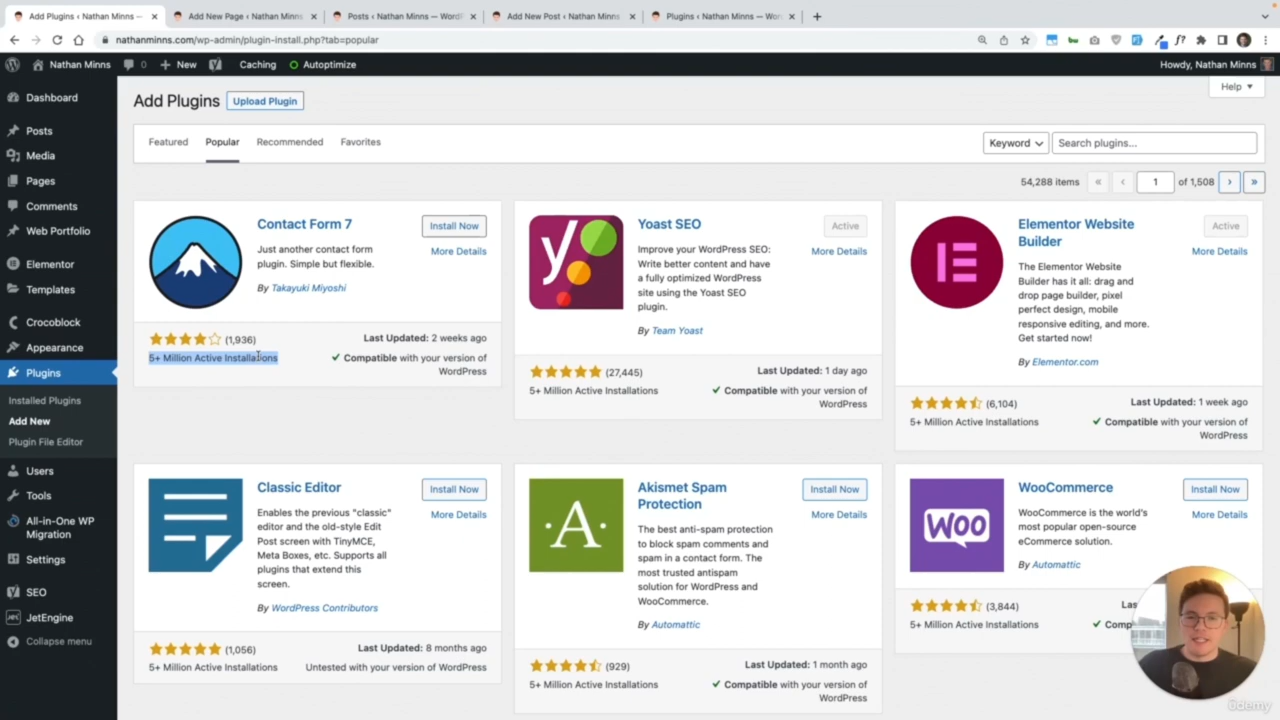 Add Plugins ‹ Nathan Minns —
Add New Page ‹ Nathan Minns
Posts ‹ Nathan Minns — WordP
Add New Post ‹ Nathan Minns
Plugins ‹ Nathan Minns — Wor
nathanminns.com/wp-admin/plugin-install.php?tab=popular
Nathan Minns
0
New
Caching
Autoptimize
Howdy, Nathan Minns
Dashboard
Posts
Media
Pages
Comments
Web Portfolio
Elementor
Templates
Crocoblock
Appearance
Plugins
Installed Plugins
Add New
Plugin File Editor
Users
Tools
All-in-One WP
Migration
Settings
SEO
JetEngine
Collapse menu
Add Plugins
Upload Plugin
Help
Featured
Popular
Recommended
Favorites
Keyword
Search plugins...
54,288 items
«
‹
1
of 1,508
›
»
Contact Form 7
Install Now
More Details
Just another contact form
plugin. Simple but flexible.
By Takayuki Miyoshi
(1,936)
5+ Million Active Installations
Last Updated: 2 weeks ago
Compatible with your version of
WordPress
Yoast SEO
Active
More Details
Improve your WordPress SEO:
Write better content and have
a fully optimized WordPress
site using the Yoast SEO
plugin.
By Team Yoast
(27,445)
5+ Million Active Installations
Last Updated: 1 day ago
Compatible with your version of
WordPress
Elementor Website
Builder
Active
More Details
The Elementor Website
Builder has it all: drag and
drop page builder, pixel
perfect design, mobile
responsive editing, and more.
Get started now!
By Elementor.com
(6,104)
5+ Million Active Installations
Last Updated: 1 week ago
Compatible with your version of
WordPress
Classic Editor
Install Now
More Details
Enables the previous "classic"
editor and the old-style Edit
Post screen with TinyMCE,
Meta Boxes, etc. Supports all
plugins that extend this
screen.
By WordPress Contributors
(1,056)
5+ Million Active Installations
Last Updated: 8 months ago
Untested with your version of WordPress
·A·
Akismet Spam
Protection
Install Now
More Details
The best anti-spam protection
to block spam comments and
spam in a contact form. The
most trusted antispam
solution for WordPress and
WooCommerce.
By Automattic
(929)
5+ Million Active Installations
Last Updated: 1 month ago
Compatible with your version of
WordPress
WOO
WooCommerce
Install Now
More Details
WooCommerce is the world's
most popular open-source
eCommerce solution.
By Automattic
(3,844)
5+ Million Active Installations
Las
Comp
ûdemy